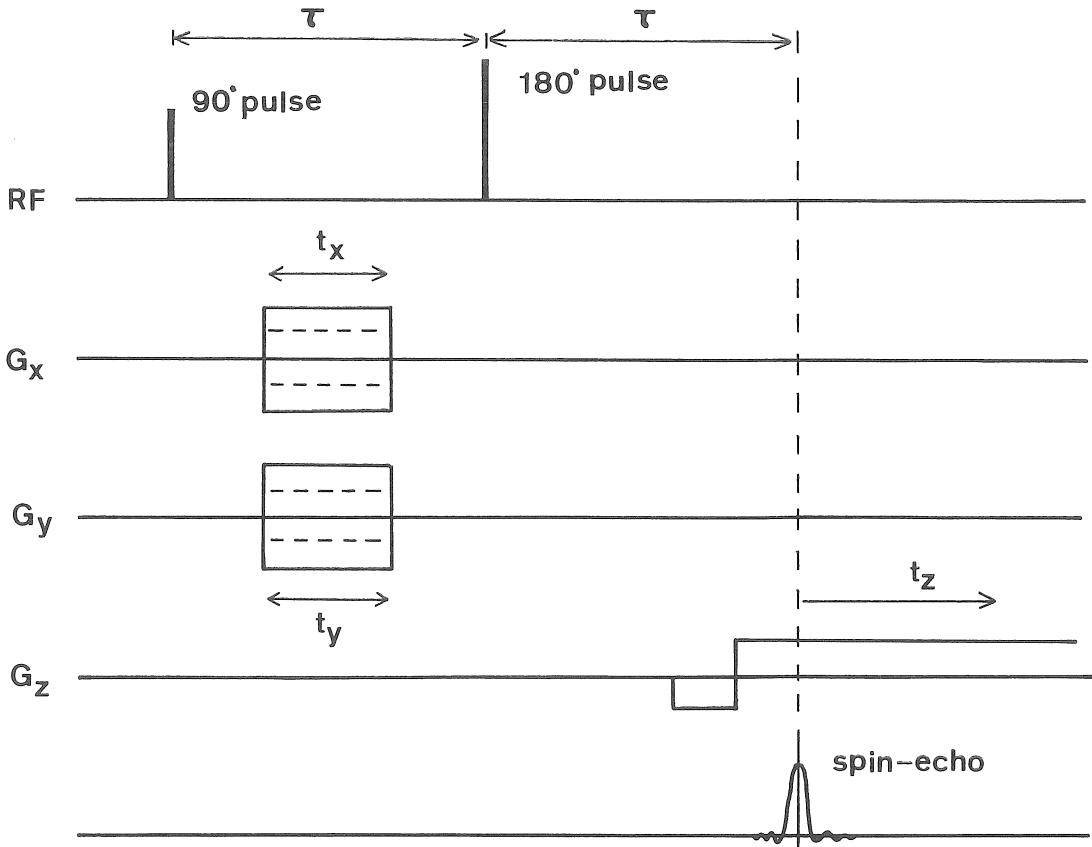 τ τ
90° pulse
180° pulse
RF
tx
Gx
Gy
ty
tz
Gz
spin-echo